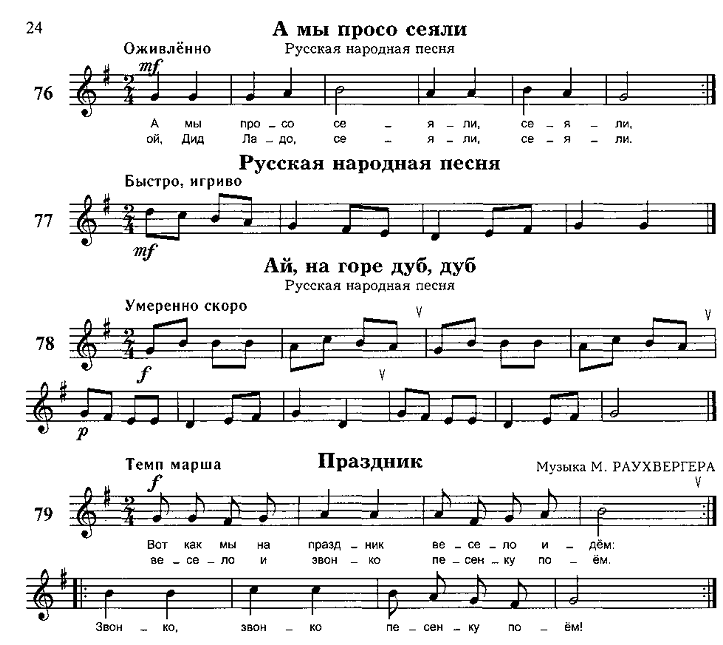 24
А мы просо сеяли
Оживлённо
Русская народная песня
76
mf
А мы про – со се – я – ли, се – я – ли,
ой, Дид Ла – до, се – я – ли, се – я – ли.
Русская народная песня
Быстро, игриво
77
mf
Ай, на горе дуб, дуб
Русская народная песня
Умеренно скоро
78
f
p
Темп марша
Праздник
Музыка М. РАУХВЕРГЕРА
f
79
Вот как мы на празд – ник ве – се – ло и – дём:
ве – се – ло и звон – ко пе – сен – ку по – ём.
Звон – ко, звон – ко пе – сен – ку по – ём!